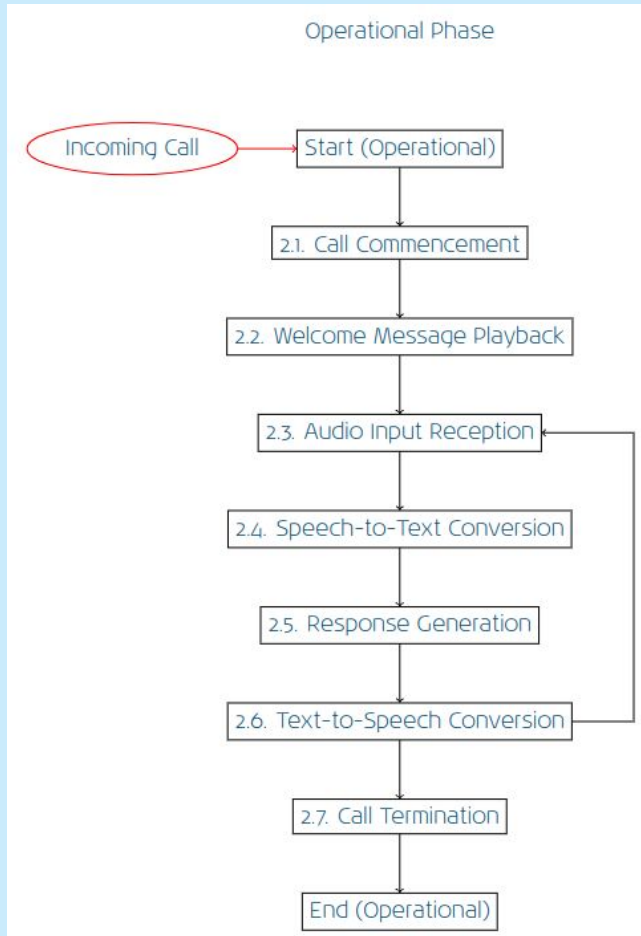 Operational Phase
Incoming Call
Start (Operational)
2.1. Call Commencement
2.2. Welcome Message Playback
2.3. Audio Input Reception
2.4. Speech-to-Text Conversion
2.5. Response Generation
2.6. Text-to-Speech Conversion
2.7. Call Termination
End (Operational)